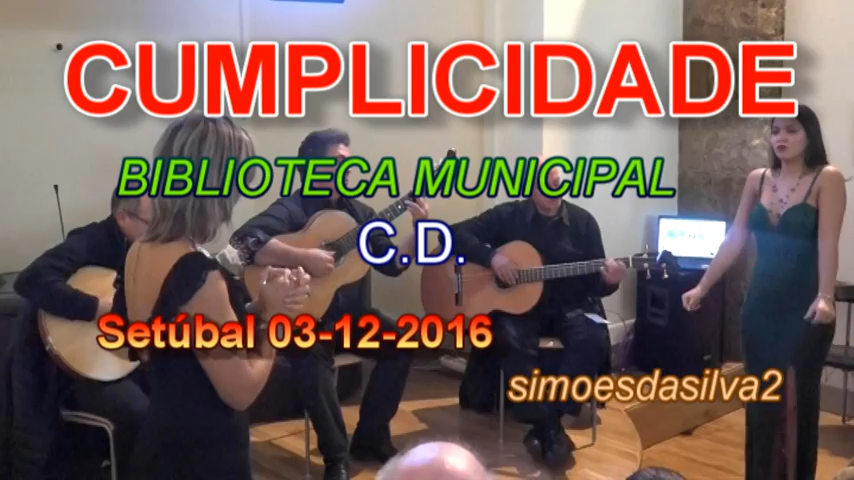 CUMPLICIDADE
BIBLIOTECA MUNICIPAL
C.D.
Setúbal 03-12-2016
simoesdasilva2